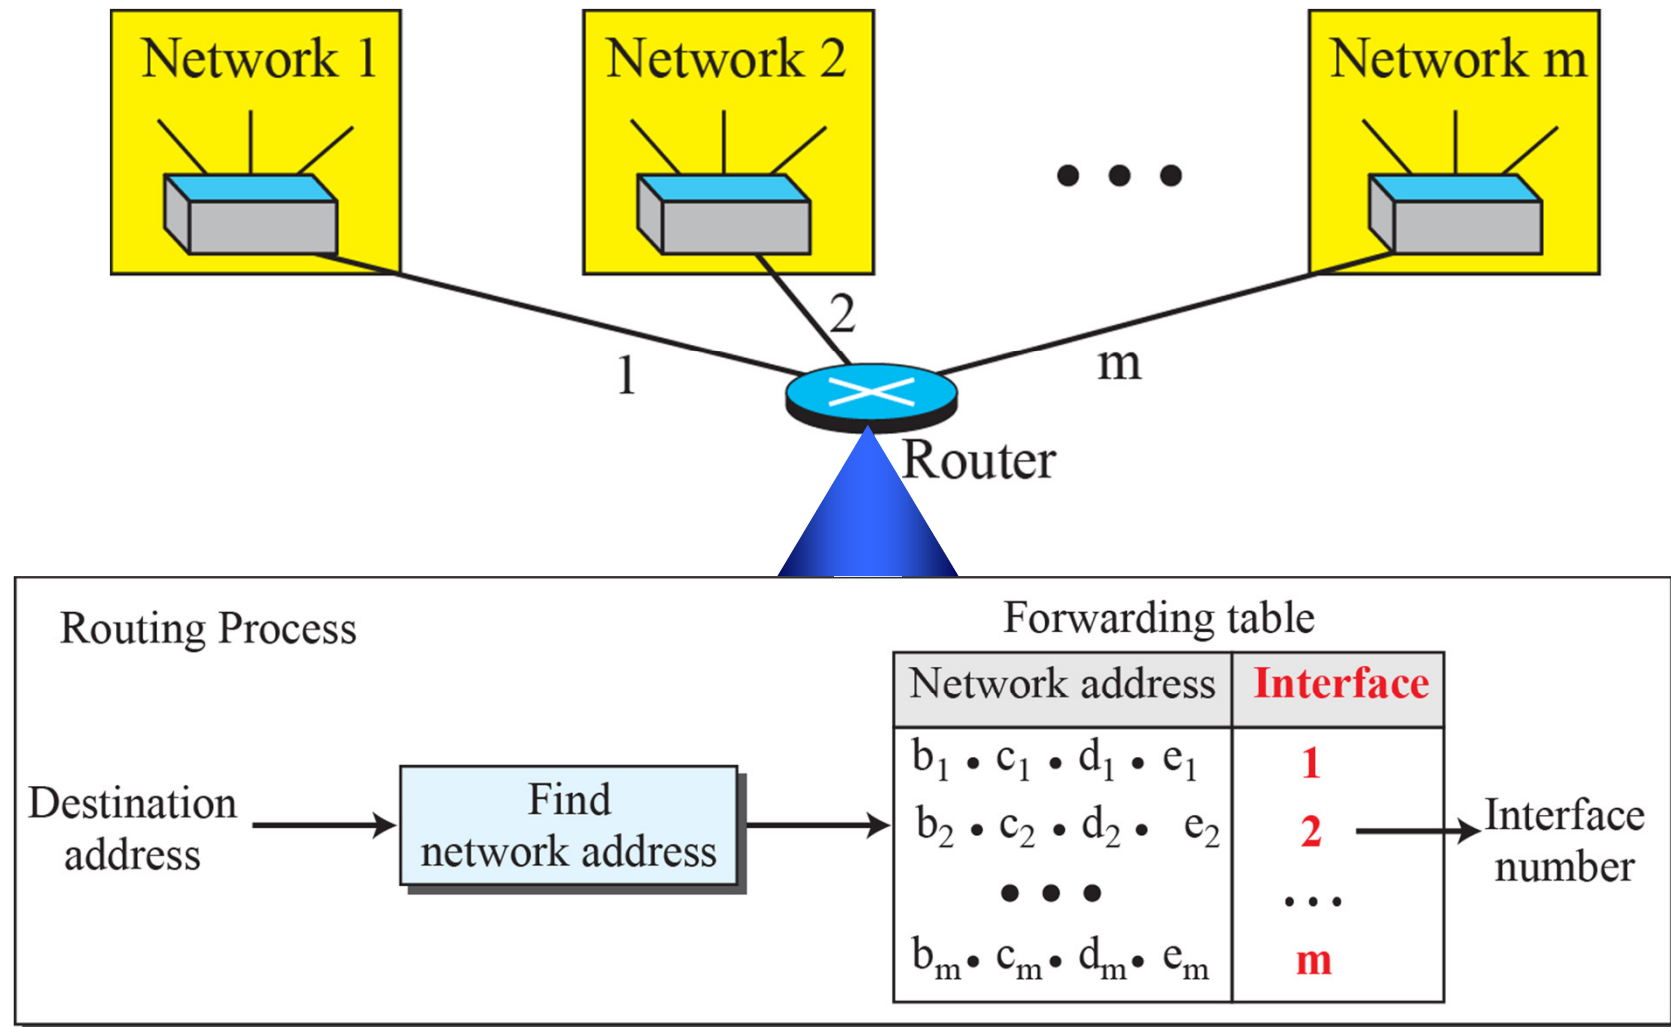 Network 1
Network 2
Network m
1
2
m
Router
Routing Process
Forwarding table
Network address Interface
Destination
address
Find
network address
b₁ • c₁ • d₁ • e₁ 1
b₂ • c₂ • d₂ • e₂ 2
• • • • • •
bₘ • cₘ • dₘ • eₘ m
Interface
number